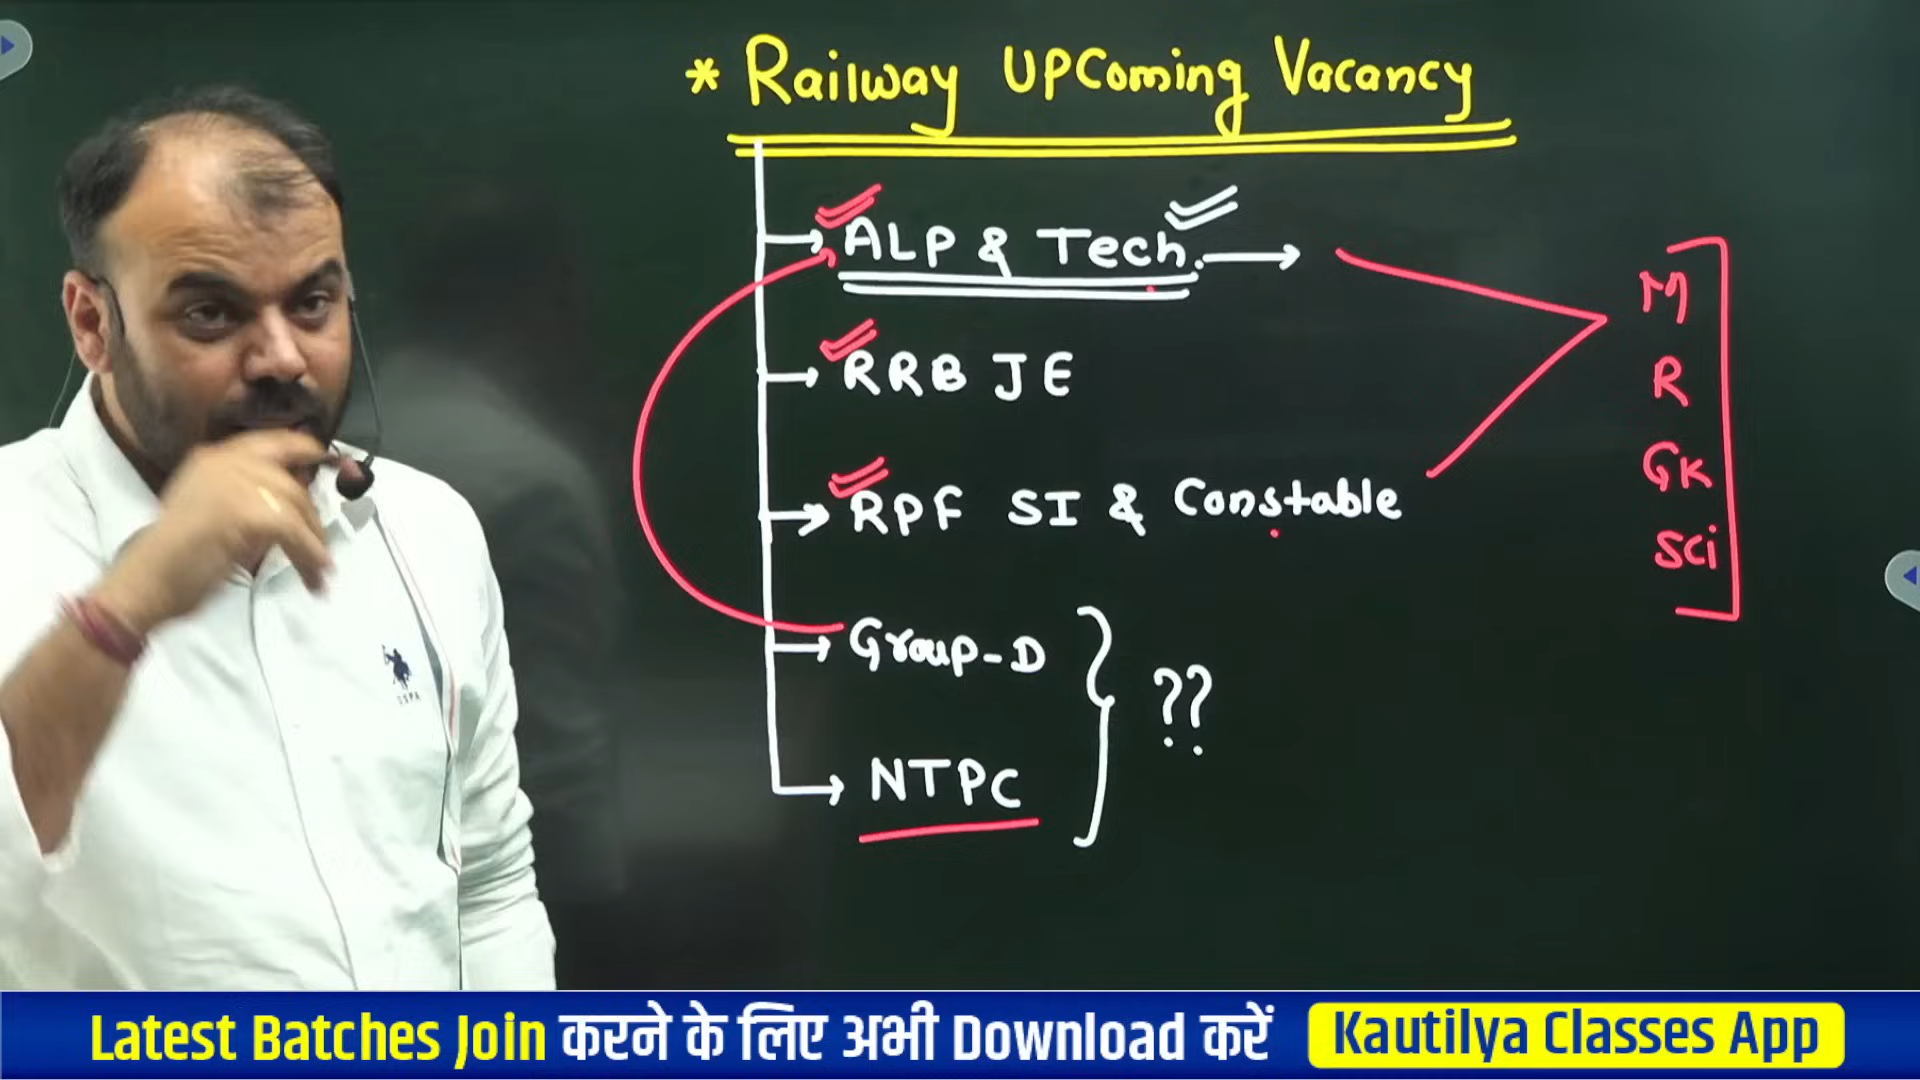 * Railway UPComing Vacancy
ALP & Tech.
RRB JE
RPF SI & Constable
Group-D
??
NTPC
M
R
GK
Sci
USPA
Latest Batches Join करने के लिए अभी Download करें
Kautilya Classes App